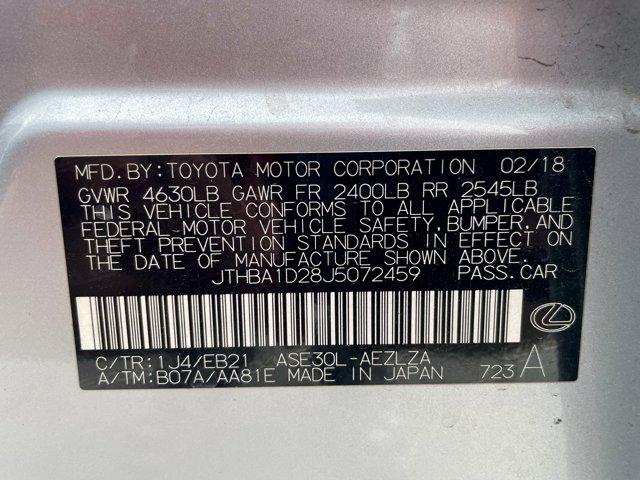 MFD.BY:TOYOTA MOTOR CORPORATION 02/18
GVWR 4630LB GAWR FR 2400LB RR 2545LB
THIS VEHICLE CONFORMS TO ALL APPLICABLE
FEDERAL MOTOR VEHICLE SAFETY,BUMPER,AND
THEFT PREVENTION STANDARDS IN EFFECT ON
THE DATE OF MANUFACTURE SHOWN ABOVE.
JTHBA1D28J5072459 PASS.CAR
C/TR:1J4/EB21 ASE30L-AEZLZA
A/TM:B07A/AA81E MADE IN JAPAN 723 A